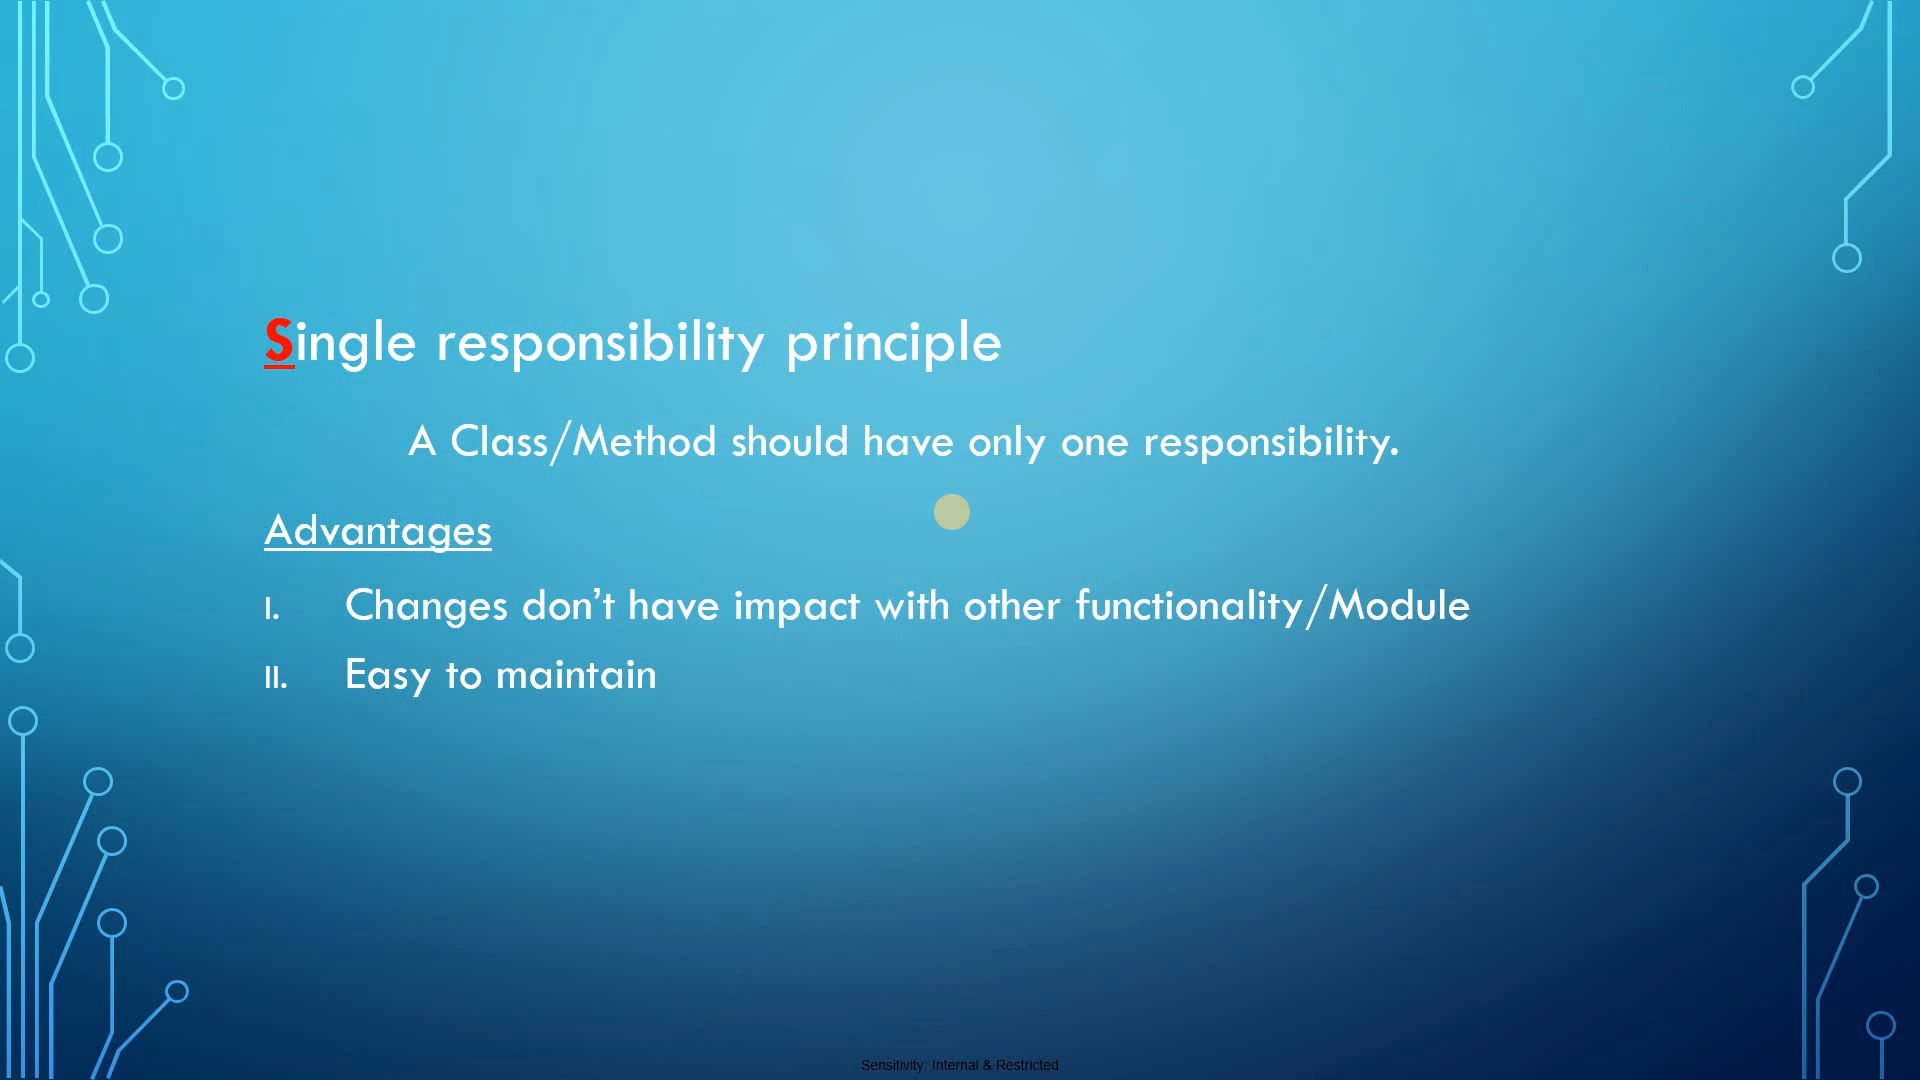 Single responsibility principle
A Class/Method should have only one responsibility.
Advantages
I. Changes don’t have impact with other functionality/Module
II. Easy to maintain
Sensitivity: Internal & Restricted